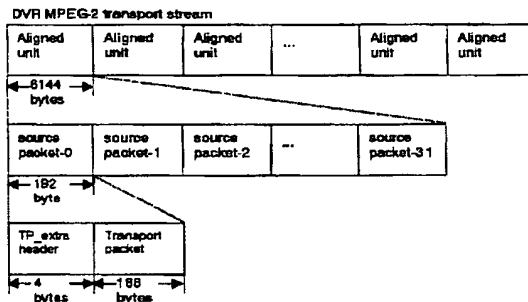 DVR MPEG-2 transport stream
Aligned unit
Aligned unit
Aligned unit
...
Aligned unit
Aligned unit
6144 bytes
source packet-0
source packet-1
source packet-2
...
source packet-31
192 byte
TP_extra header
Transport packet
4 bytes
188 bytes